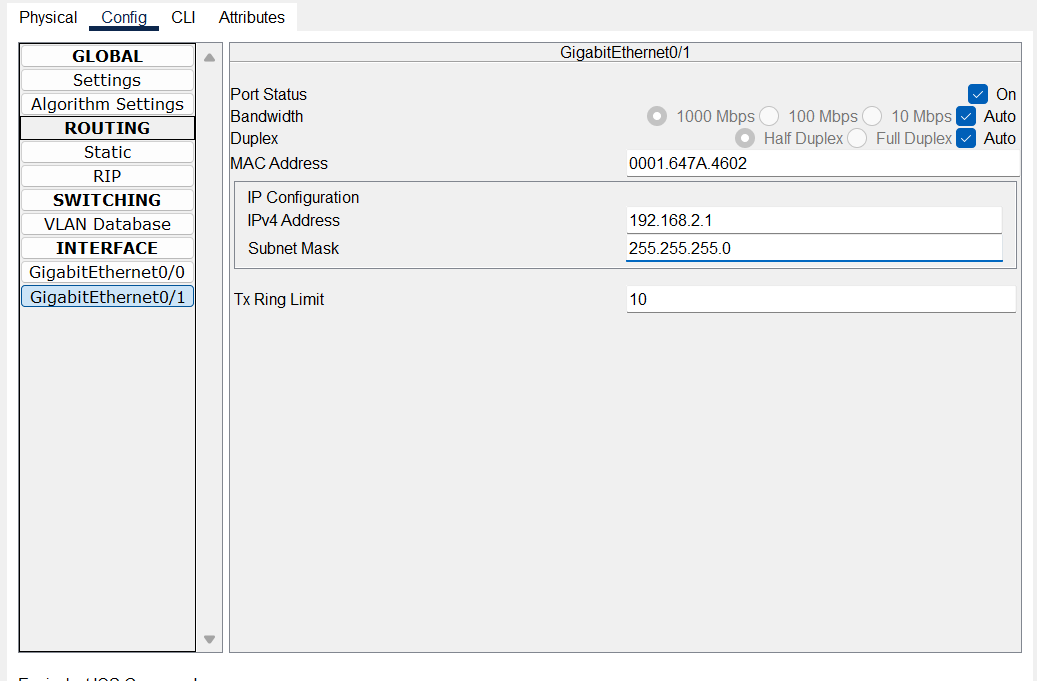 Physical Config CLI Attributes
GLOBAL
Settings
Algorithm Settings
ROUTING
Static
RIP
SWITCHING
VLAN Database
INTERFACE
GigabitEthernet0/0
GigabitEthernet0/1
GigabitEthernet0/1
Port Status On
Bandwidth 1000 Mbps 100 Mbps 10 Mbps Auto
Duplex Half Duplex Full Duplex Auto
MAC Address 0001.647A.4602
IP Configuration
IPv4 Address 192.168.2.1
Subnet Mask 255.255.255.0
Tx Ring Limit 10